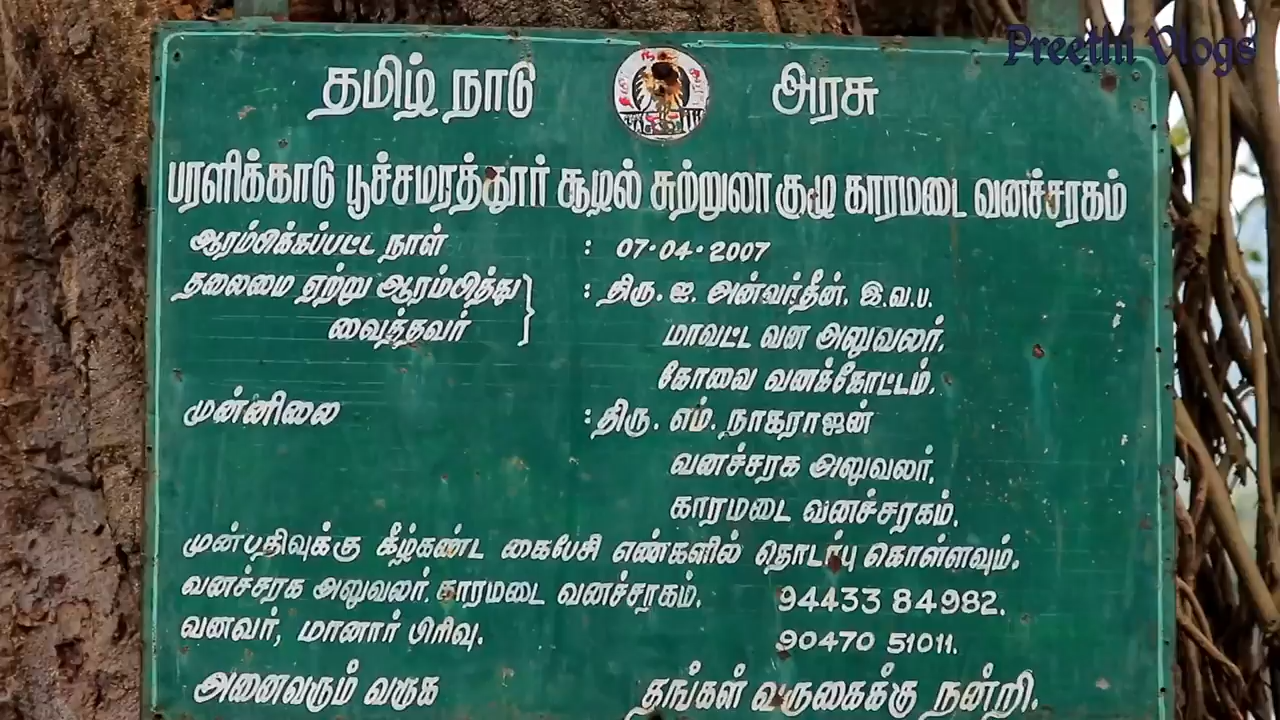 Preethi Vlogs
தமிழ் நாடு அரசு
பரளிக்காடு பூச்சமரத்தூர் சூழல் சுற்றுலா குழு காரமடை வனச்சரகம்
ஆரம்பிக்கப்பட்ட நாள் : 07-04-2007
தலைமை ஏற்று ஆரம்பித்து : திரு. ஐ. அன்வர்தீன். இ.வ.ப.
வைத்தவர் மாவட்ட வன அலுவலர்.
கோவை வனக்கோட்டம்.
முன்னிலை : திரு. எம். நாகராஜன்
வனச்சரக அலுவலர்.
காரமடை வனச்சரகம்.
முன்பதிவுக்கு கீழ்கண்ட கைபேசி எண்களில் தொடர்பு கொள்ளவும்.
வனச்சரக அலுவலர். காரமடை வனச்சரகம். 94433 84982.
வனவர், மானார் பிரிவு. 90470 51011.
அனைவரும் வருக தங்கள் வருகைக்கு நன்றி.